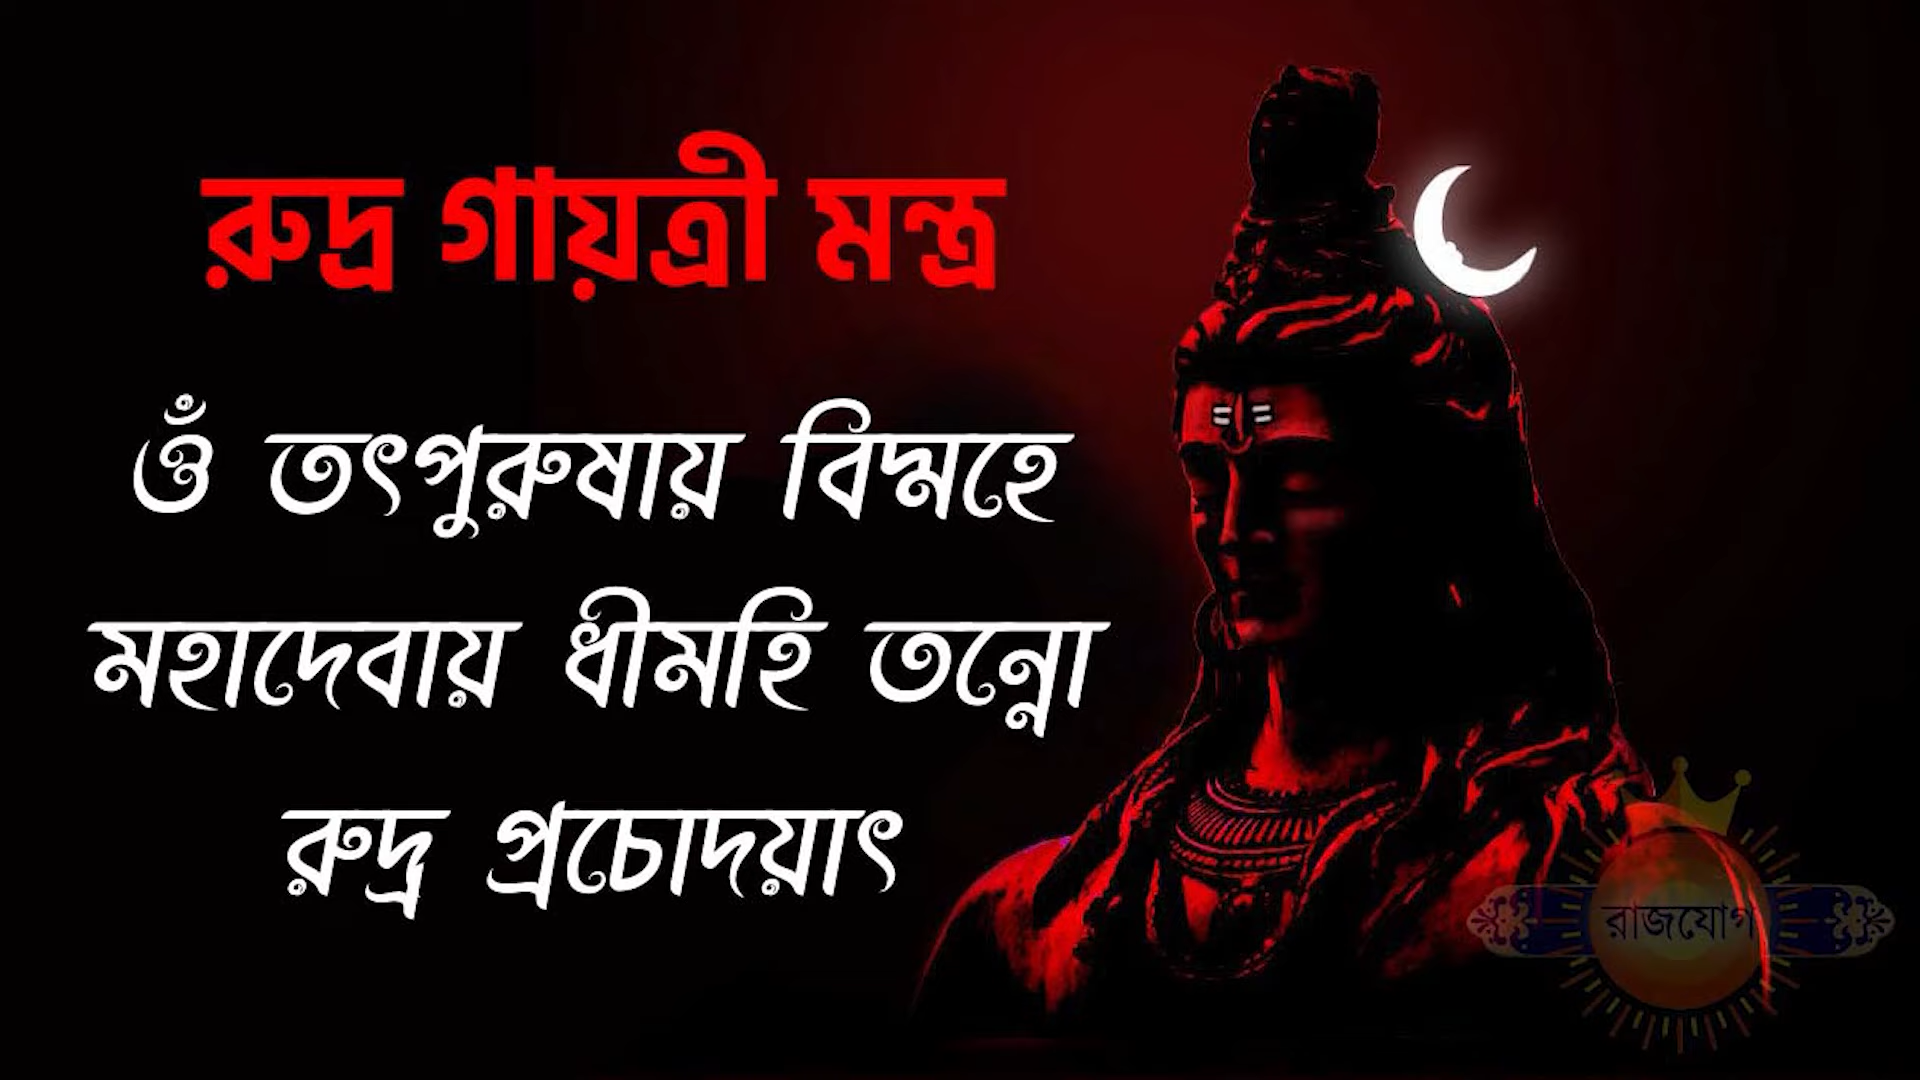 রুদ্র গায়ত্রী মন্ত্র
ওঁ তৎপুরুষায় বিদ্মহে
মহাদেবায় ধীমহি তন্নো
রুদ্র প্রচোদয়াৎ
রাজযোগ